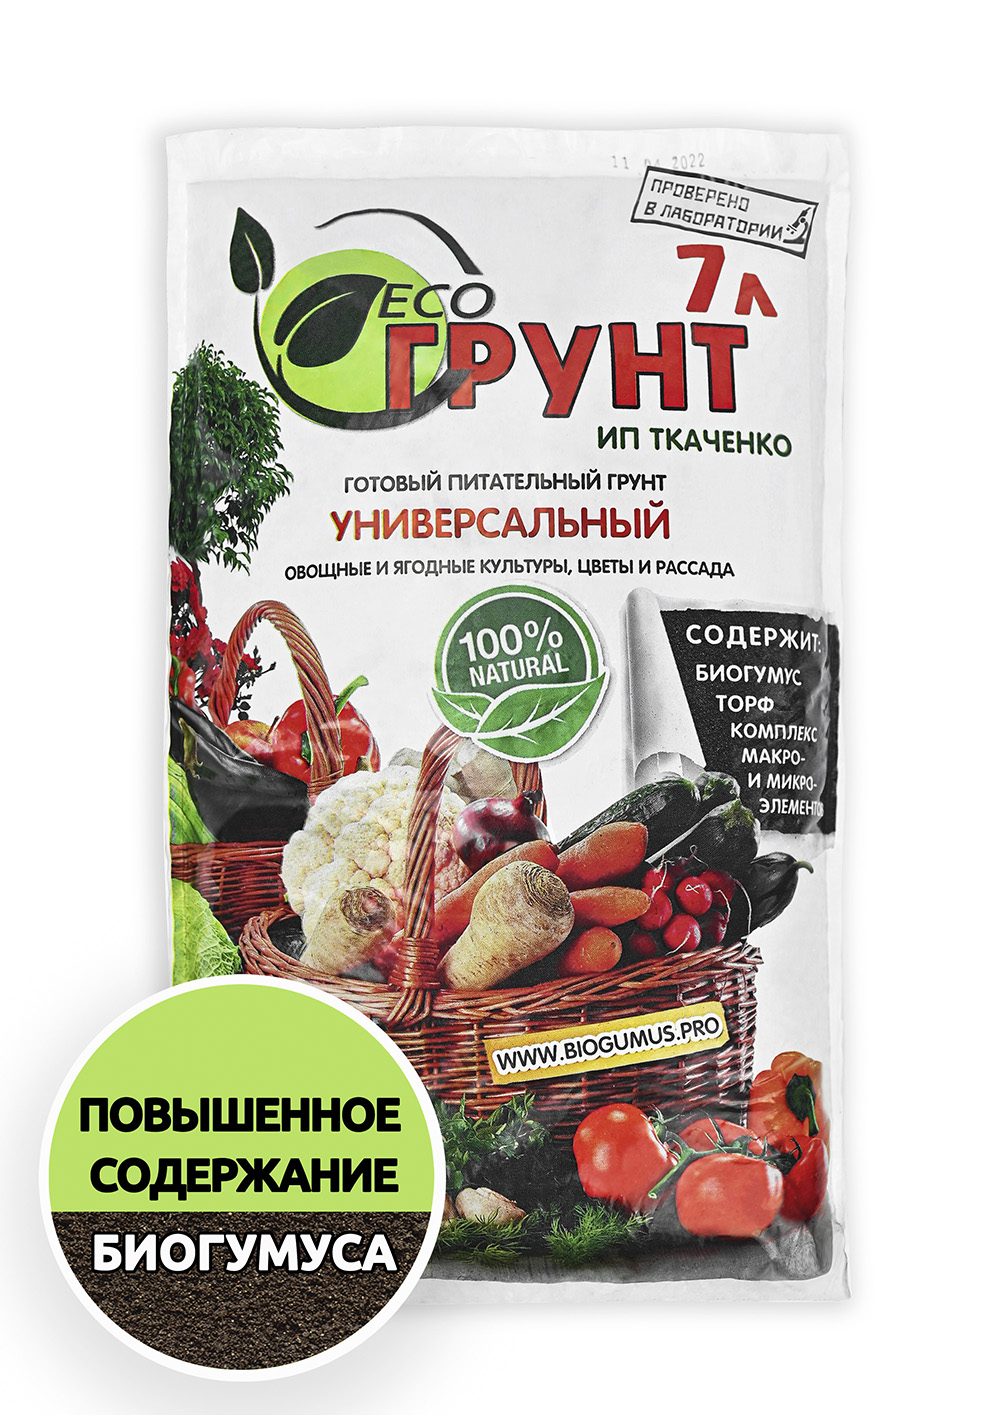 11 04 2022
ПРОВЕРЕНО
В ЛАБОРАТОРИИ
7 Л
ECO
ГРУНТ
ИП ТКАЧЕНКО
ГОТОВЫЙ ПИТАТЕЛЬНЫЙ ГРУНТ
УНИВЕРСАЛЬНЫЙ
ОВОЩНЫЕ И ЯГОДНЫЕ КУЛЬТУРЫ, ЦВЕТЫ И РАССАДА
100%
NATURAL
СОДЕРЖИТ:
БИОГУМУС
ТОРФ
КОМПЛЕКС
МАКРО-
И МИКРО-
ЭЛЕМЕНТОВ
WWW.BIOGUMUS.PRO
ПОВЫШЕННОЕ
СОДЕРЖАНИЕ
БИОГУМУСА